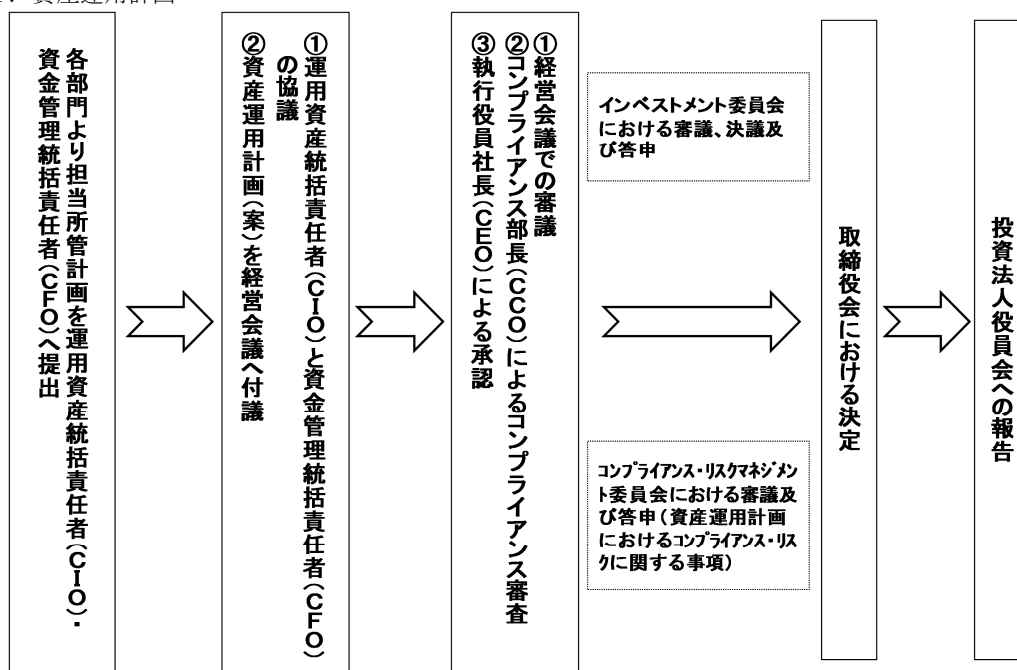 各部門より担当所管計画を運用資産統括責任者(CIO)・
資金管理統括責任者(CFO)へ提出
①運用資産統括責任者(CIO)と資金管理統括責任者(CFO)
の協議
②資産運用計画(案)を経営会議へ付議
①経営会議での審議
②コンプライアンス部長(CCO)によるコンプライアンス審査
③執行役員社長(CEO)による承認
インベストメント委員会
における審議、決議及
び答申
コンプライアンス・リスクマネジメン
ト委員会における審議及
び答申(資産運用計画
におけるコンプライアンス・リス
クに関する事項)
取締役会における決定
投資法人役員会への報告